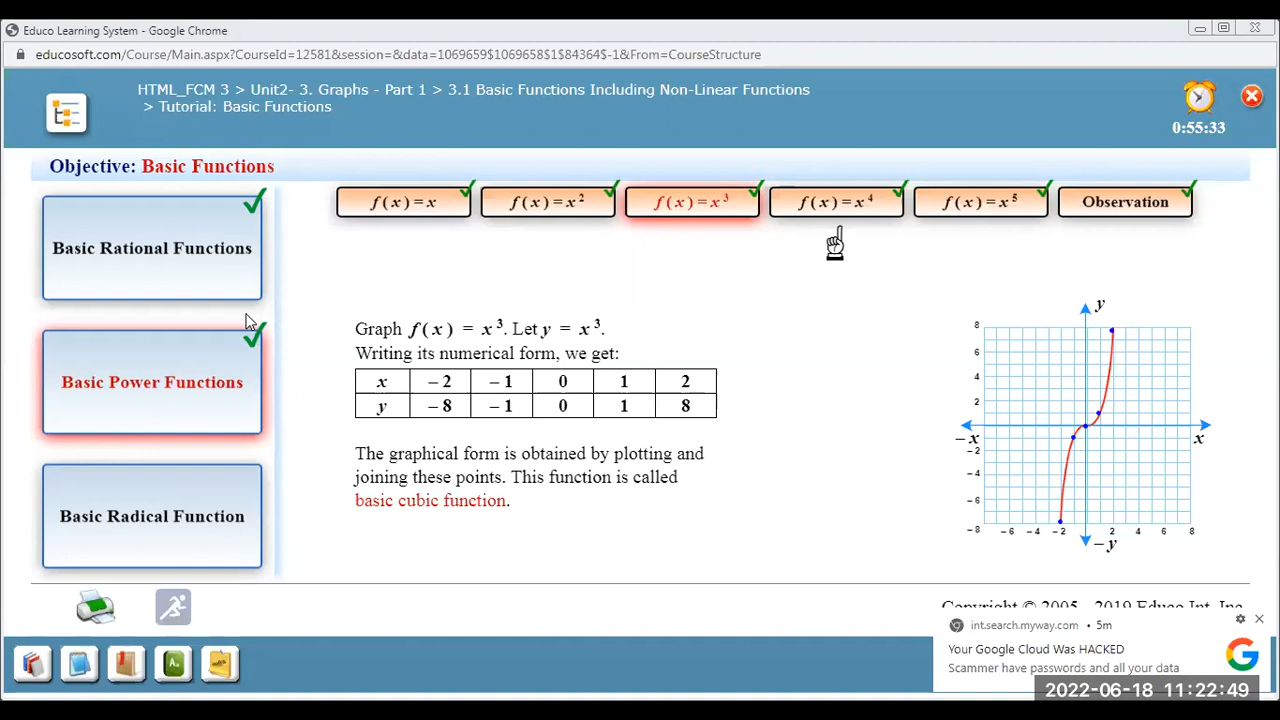 Educo Learning System - Google Chrome
educosoft.com/Course/Main.aspx?CourseId=12581&session=&data=1069659$1069658$1$84364$-1&From=CourseStructure
HTML_FCM 3 > Unit2- 3. Graphs - Part 1 > 3.1 Basic Functions Including Non-Linear Functions
> Tutorial: Basic Functions
0:55:33
Objective: Basic Functions
f ( x ) = x
f ( x ) = x²
f ( x ) = x³
f ( x ) = x⁴
f ( x ) = x⁵
Observation
Basic Rational Functions
Basic Power Functions
Basic Radical Function
Graph f ( x ) = x³. Let y = x³.
Writing its numerical form, we get:
x – 2 – 1 0 1 2
y – 8 – 1 0 1 8
The graphical form is obtained by plotting and
joining these points. This function is called
basic cubic function.
y
8
6
4
2
– x
x
– 2
– 4
– 6
– 8
– 6 – 4 – 2 2 4 6 8
– y
Copyright © 2005 - 2019 Educo Int. Inc
int.search.myway.com • 5m
Your Google Cloud Was HACKED
Scammer have passwords and all your data
G
A+
2022-06-18 11:22:49